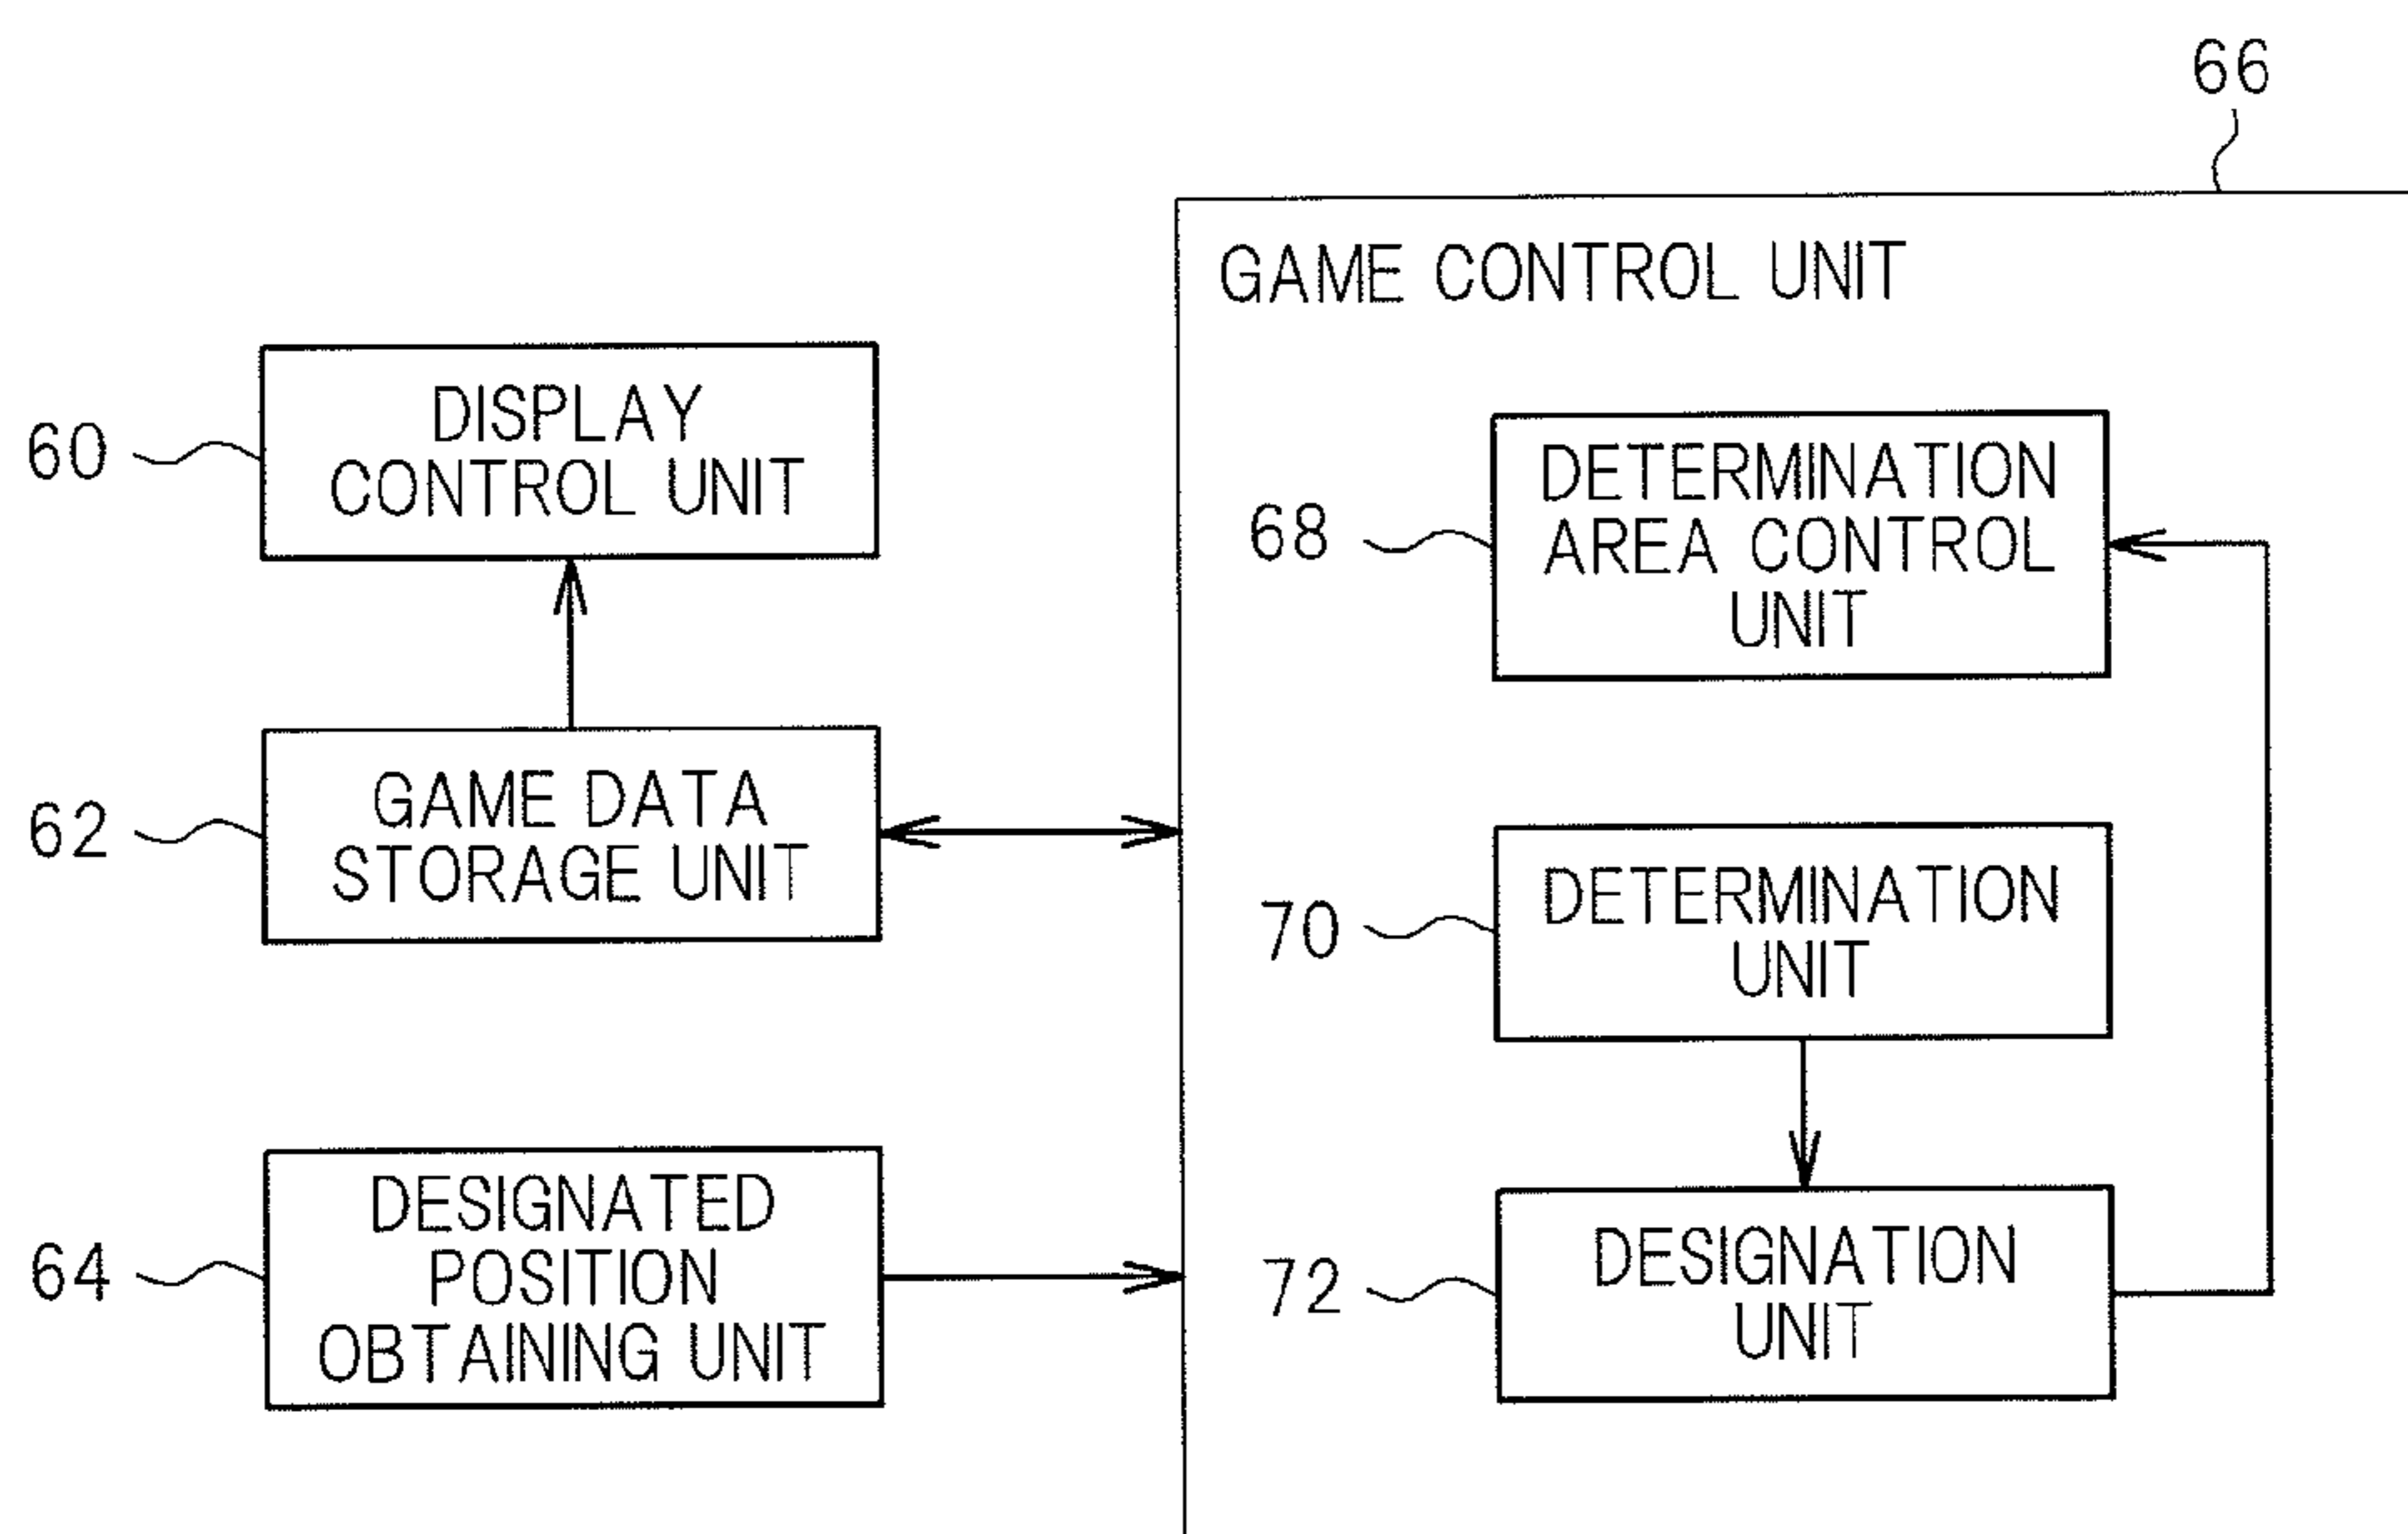 66
GAME CONTROL UNIT
60
DISPLAY
CONTROL UNIT
68
DETERMINATION
AREA CONTROL
UNIT
62
GAME DATA
STORAGE UNIT
70
DETERMINATION
UNIT
64
DESIGNATED
POSITION
OBTAINING UNIT
72
DESIGNATION
UNIT